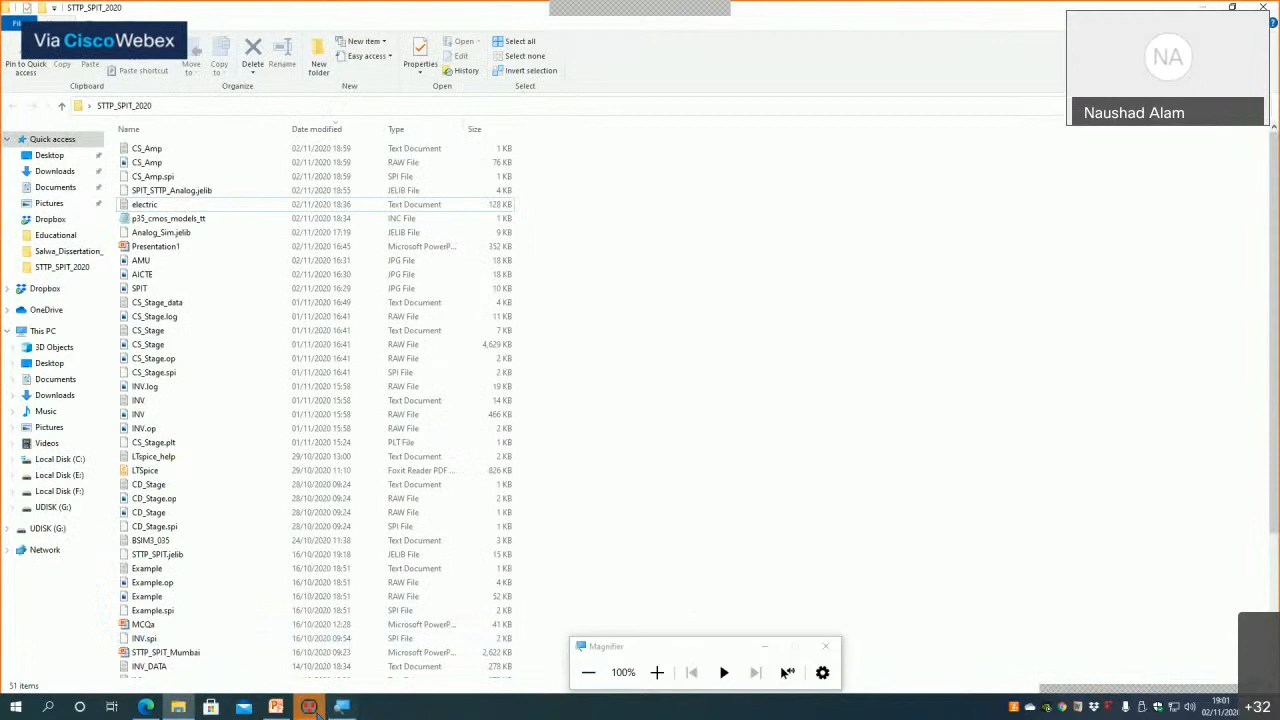 STTP_SPIT_2020
Via CiscoWebex
Fil
New item
Easy access
Open
Edit
History
Select all
Select none
Invert selection
Pin to Quick access
Copy
Paste
Paste shortcut
Move to
Copy to
Delete
Rename
New folder
Properties
Clipboard
Organize
New
Open
Select
NA
Naushad Alam
STTP_SPIT_2020
Name Date modified Type Size
Quick access
Desktop
Downloads
Documents
Pictures
Dropbox
Educational
Salwa_Dissertation_
STTP_SPIT_2020
Dropbox
OneDrive
This PC
3D Objects
Desktop
Documents
Downloads
Music
Pictures
Videos
Local Disk (C:)
Local Disk (E:)
Local Disk (F:)
UDISK (G:)
UDISK (G:)
Network
CS_Amp 02/11/2020 18:59 Text Document 1 KB
CS_Amp 02/11/2020 18:59 RAW File 76 KB
CS_Amp.spi 02/11/2020 18:59 SPI File 1 KB
SPIT_STTP_Analog.jelib 02/11/2020 18:55 JELIB File 4 KB
electric 02/11/2020 18:36 Text Document 128 KB
p35_cmos_models_tt 02/11/2020 18:34 INC File 1 KB
Analog_Sim.jelib 02/11/2020 17:19 JELIB File 9 KB
Presentation1 02/11/2020 16:45 Microsoft PowerP... 352 KB
AMU 02/11/2020 16:31 JPG File 18 KB
AICTE 02/11/2020 16:30 JPG File 18 KB
SPIT 02/11/2020 16:29 JPG File 10 KB
CS_Stage_data 01/11/2020 16:49 Text Document 4 KB
CS_Stage.log 01/11/2020 16:41 RAW File 11 KB
CS_Stage 01/11/2020 16:41 Text Document 7 KB
CS_Stage 01/11/2020 16:41 RAW File 4,629 KB
CS_Stage.op 01/11/2020 16:41 RAW File 2 KB
CS_Stage.spi 01/11/2020 16:41 SPI File 2 KB
INV.log 01/11/2020 15:58 RAW File 19 KB
INV 01/11/2020 15:58 Text Document 14 KB
INV 01/11/2020 15:58 RAW File 466 KB
INV.op 01/11/2020 15:58 RAW File 2 KB
CS_Stage.plt 01/11/2020 15:24 PLT File 1 KB
LTspice_help 29/10/2020 13:00 Text Document 2 KB
LTSpice 29/10/2020 11:10 Foxit Reader PDF ... 826 KB
CD_Stage 28/10/2020 09:24 Text Document 1 KB
CD_Stage.op 28/10/2020 09:24 RAW File 2 KB
CD_Stage 28/10/2020 09:24 RAW File 2 KB
CD_Stage.spi 28/10/2020 09:24 SPI File 2 KB
BSIM3_035 24/10/2020 11:38 Text Document 3 KB
STTP_SPIT.jelib 16/10/2020 19:18 JELIB File 15 KB
Example 16/10/2020 18:51 Text Document 1 KB
Example.op 16/10/2020 18:51 RAW File 4 KB
Example 16/10/2020 18:51 RAW File 52 KB
Example.spi 16/10/2020 18:51 SPI File 2 KB
MCQa 16/10/2020 12:28 Microsoft PowerP... 41 KB
INV.spi 16/10/2020 09:54 SPI File 2 KB
STTP_SPIT_Mumbai 16/10/2020 09:23 Microsoft PowerP... 2,622 KB
INV_DATA 14/10/2020 18:34 Text Document 278 KB
Magnifier
100%
51 items
19:01
02/11/20
+32